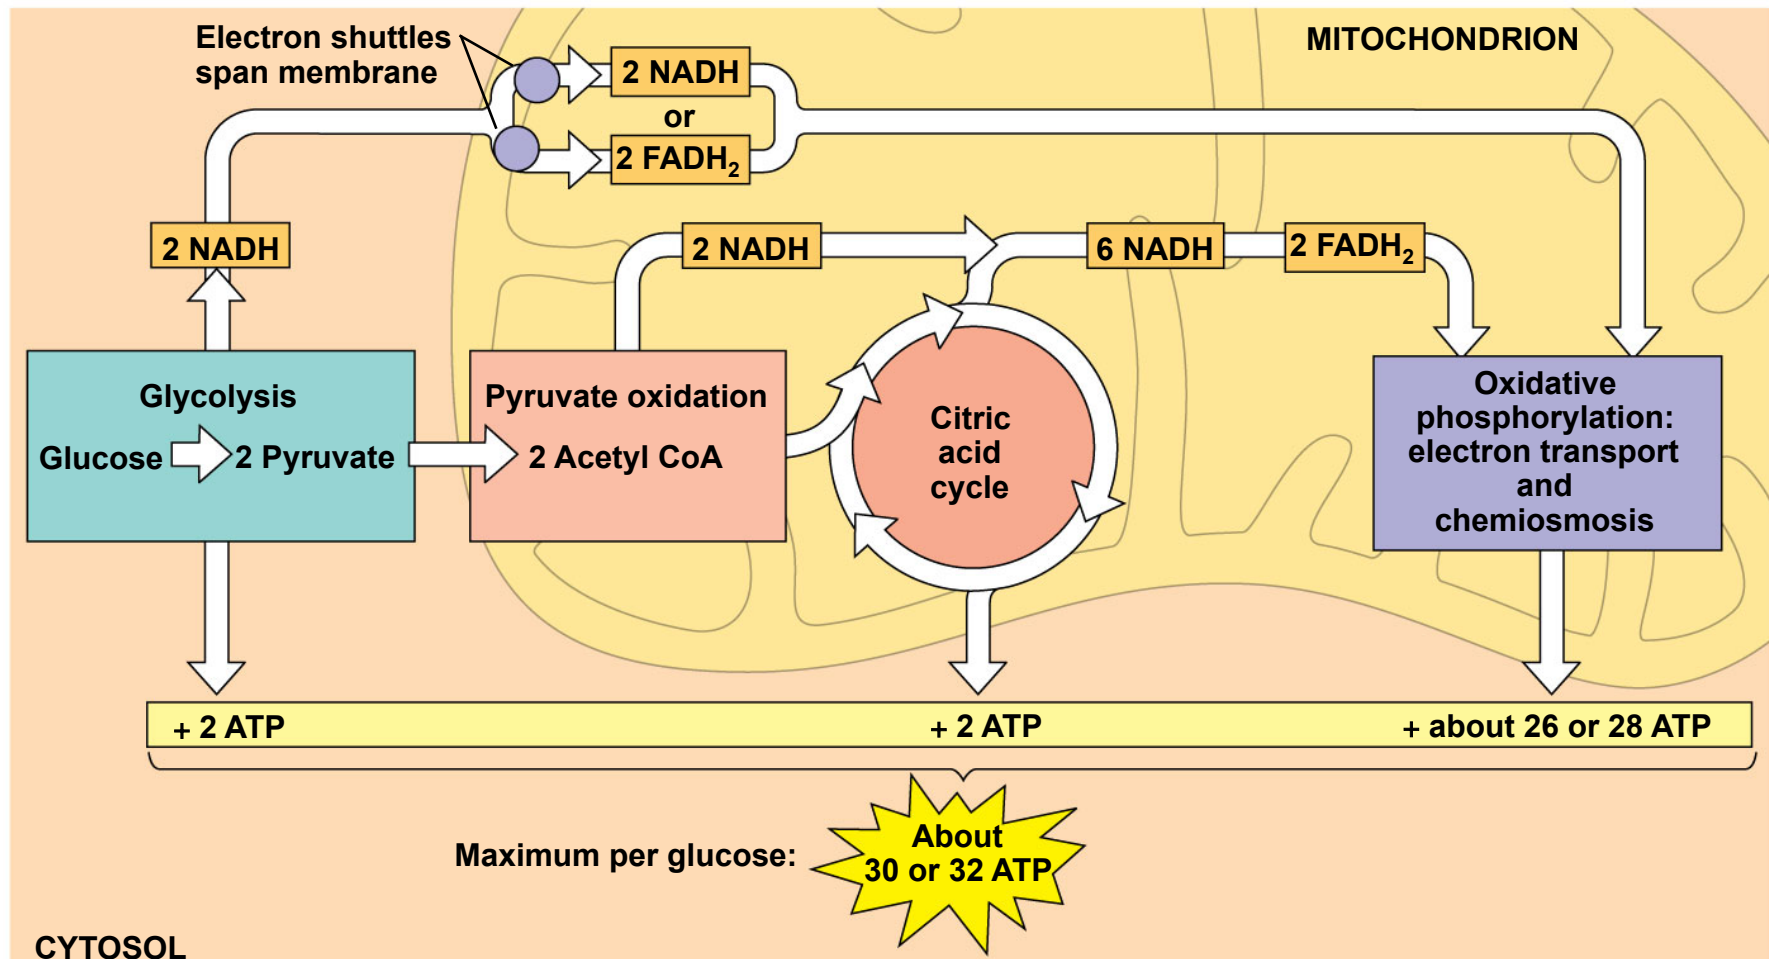 Electron shuttles
span membrane
MITOCHONDRION
2 NADH
or
2 FADH₂
2 NADH
2 NADH
6 NADH
2 FADH₂
Glycolysis
Glucose
2 Pyruvate
Pyruvate oxidation
2 Acetyl CoA
Citric
acid
cycle
Oxidative
phosphorylation:
electron transport
and
chemiosmosis
+ 2 ATP
+ 2 ATP
+ about 26 or 28 ATP
Maximum per glucose:
About
30 or 32 ATP
CYTOSOL